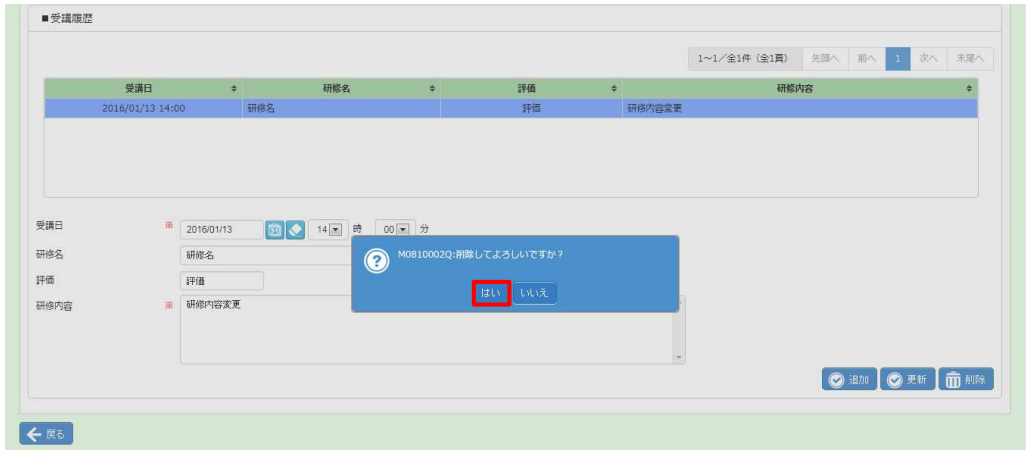 ■受講履歴
1～1／全1件（全1頁） 先頭へ 前へ 1 次へ 末尾へ
受講日 研修名 評価 研修内容
2016/01/13 14:00 研修名 評価 研修内容変更
受講日 ※ 2016/01/13 14 時 00 分
研修名 研修名
M0810002Q:削除してよろしいですか？
評価 評価
はい いいえ
研修内容 ※ 研修内容変更
追加 更新 削除
戻る